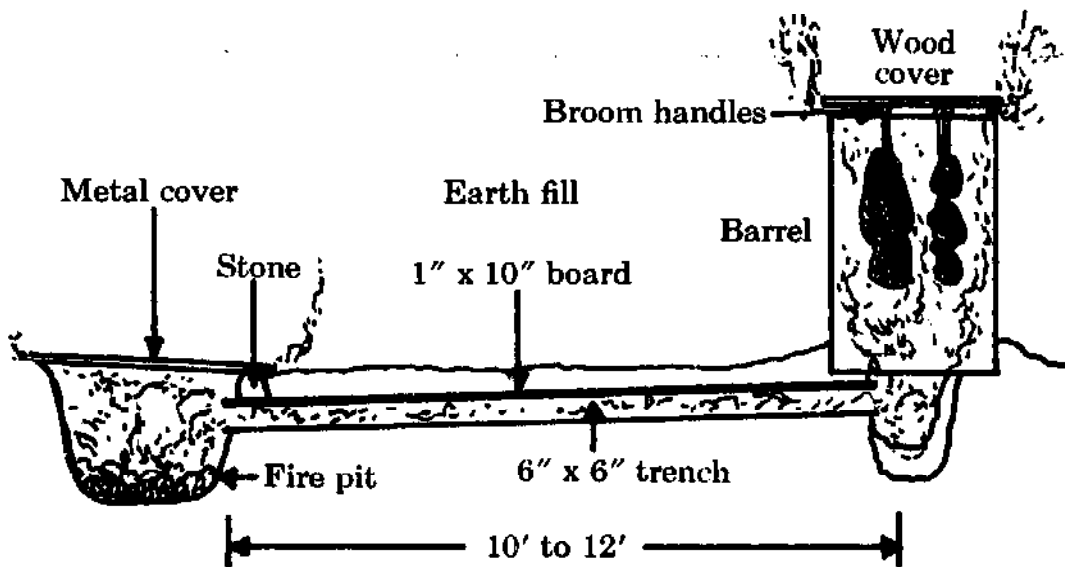 Wood
cover
Broom handles
Metal cover
Earth fill
Barrel
Stone
1″ x 10″ board
Fire pit
6″ x 6″ trench
10′ to 12′